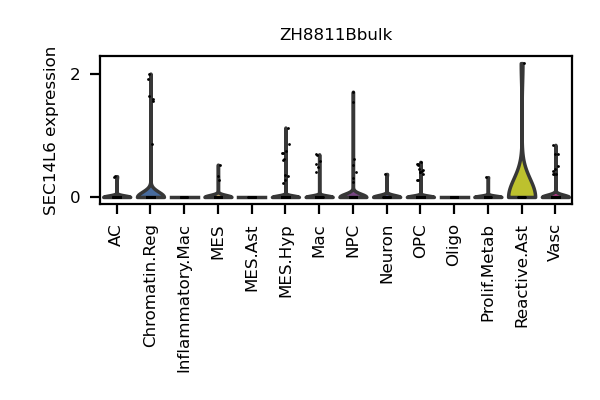 ZH8811Bbulk
SEC14L6 expression
2
0
AC
Chromatin.Reg
Inflammatory.Mac
MES
MES.Ast
MES.Hyp
Mac
NPC
Neuron
OPC
Oligo
Prolif.Metab
Reactive.Ast
Vasc